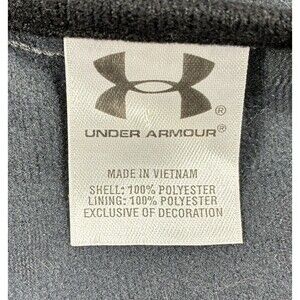 ®
UNDER ARMOUR®
MADE IN VIETNAM
SHELL: 100% POLYESTER
LINING: 100% POLYESTER
EXCLUSIVE OF DECORATION